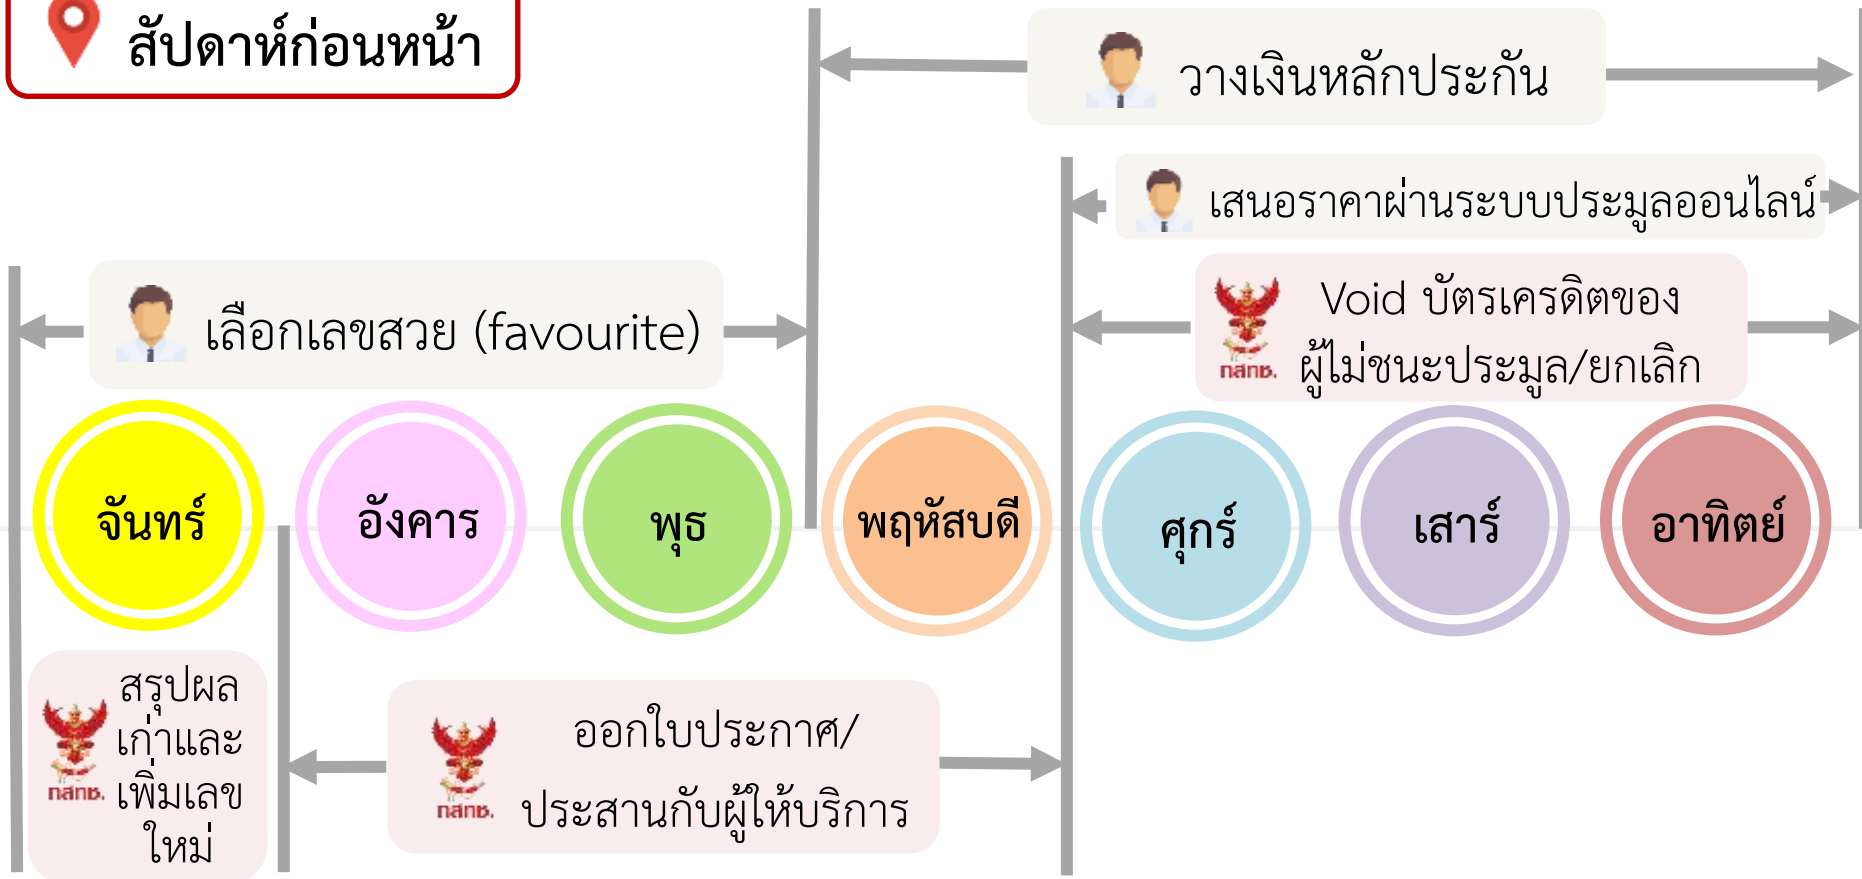 สัปดาห์ก่อนหน้า
วางเงินหลักประกัน
เสนอราคาผ่านระบบประมูลออนไลน์
เลือกเลขสวย (favourite)
กสทช.
Void บัตรเครดิตของ
ผู้ไม่ชนะประมูล/ยกเลิก
จันทร์
อังคาร
พุธ
พฤหัสบดี
ศุกร์
เสาร์
อาทิตย์
กสทช.
สรุปผล
เก่าและ
เพิ่มเลข
ใหม่
กสทช.
ออกใบประกาศ/
ประสานกับผู้ให้บริการ